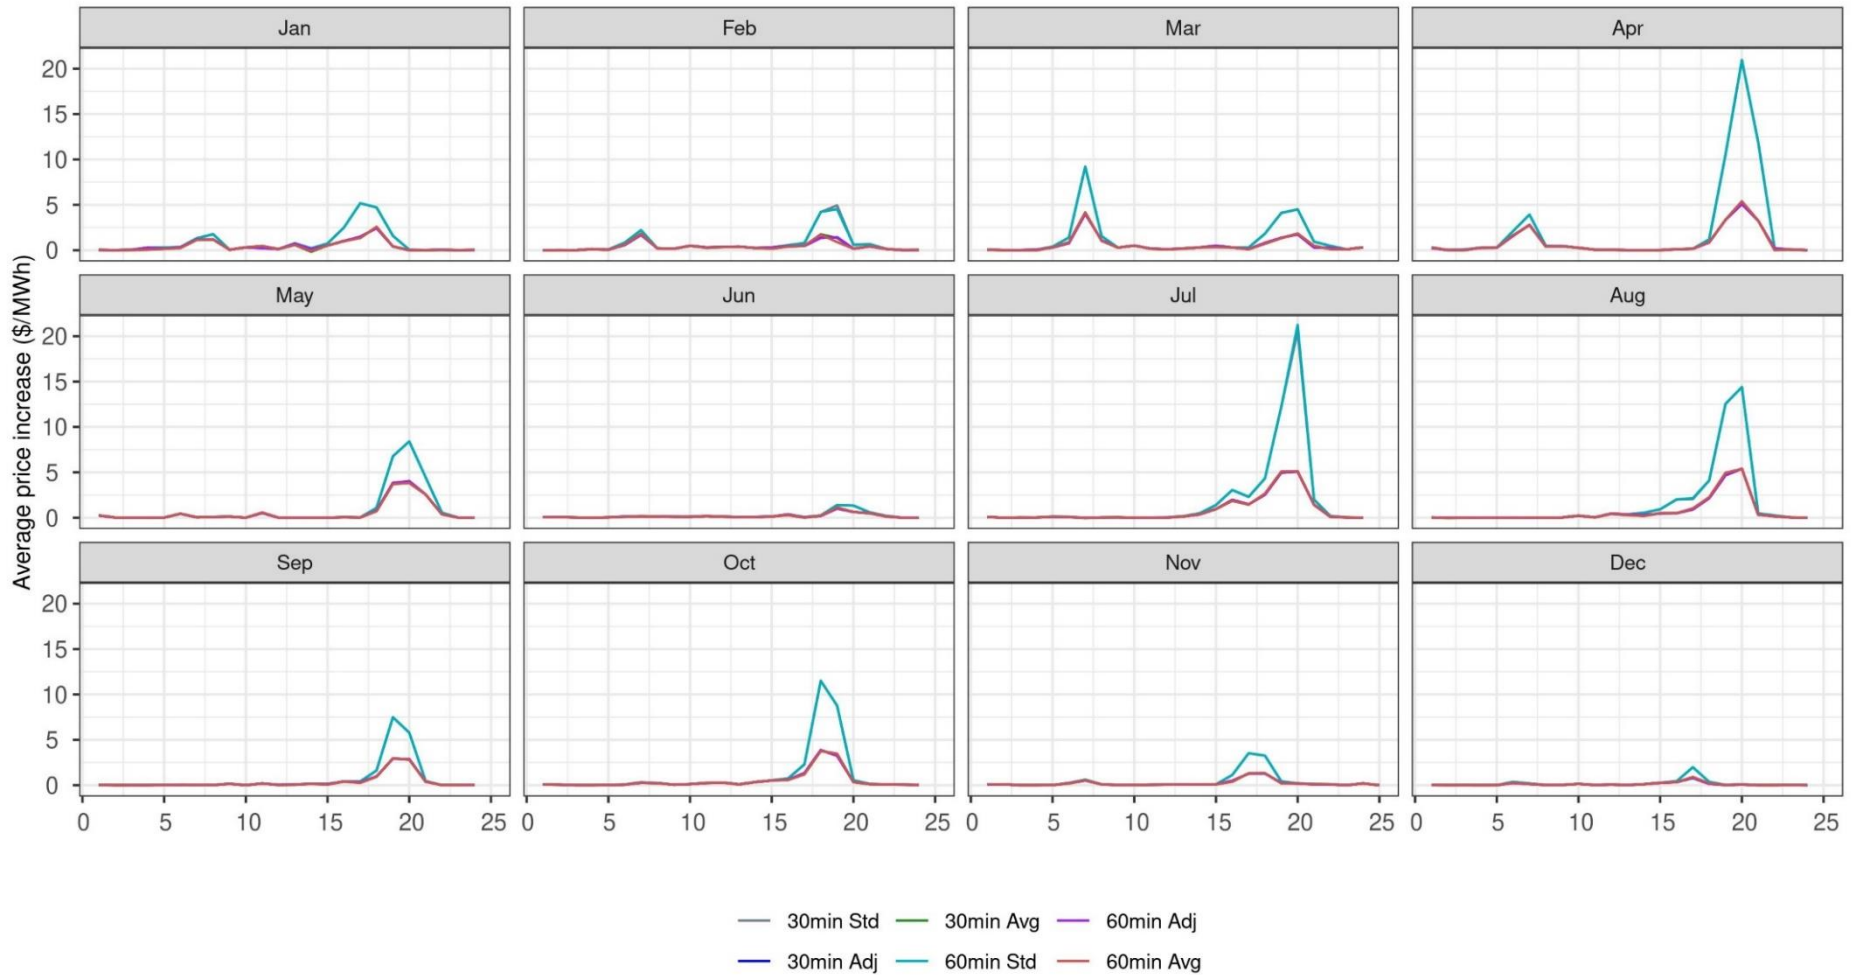 Jan Feb Mar Apr
20
15
10
5
0
May Jun Jul Aug
20
15
10
5
0
Average price increase ($/MWh)
Sep Oct Nov Dec
20
15
10
5
0
0 5 10 15 20 25 0 5 10 15 20 25 0 5 10 15 20 25 0 5 10 15 20 25
30min Std 30min Avg 60min Adj
30min Adj 60min Std 60min Avg